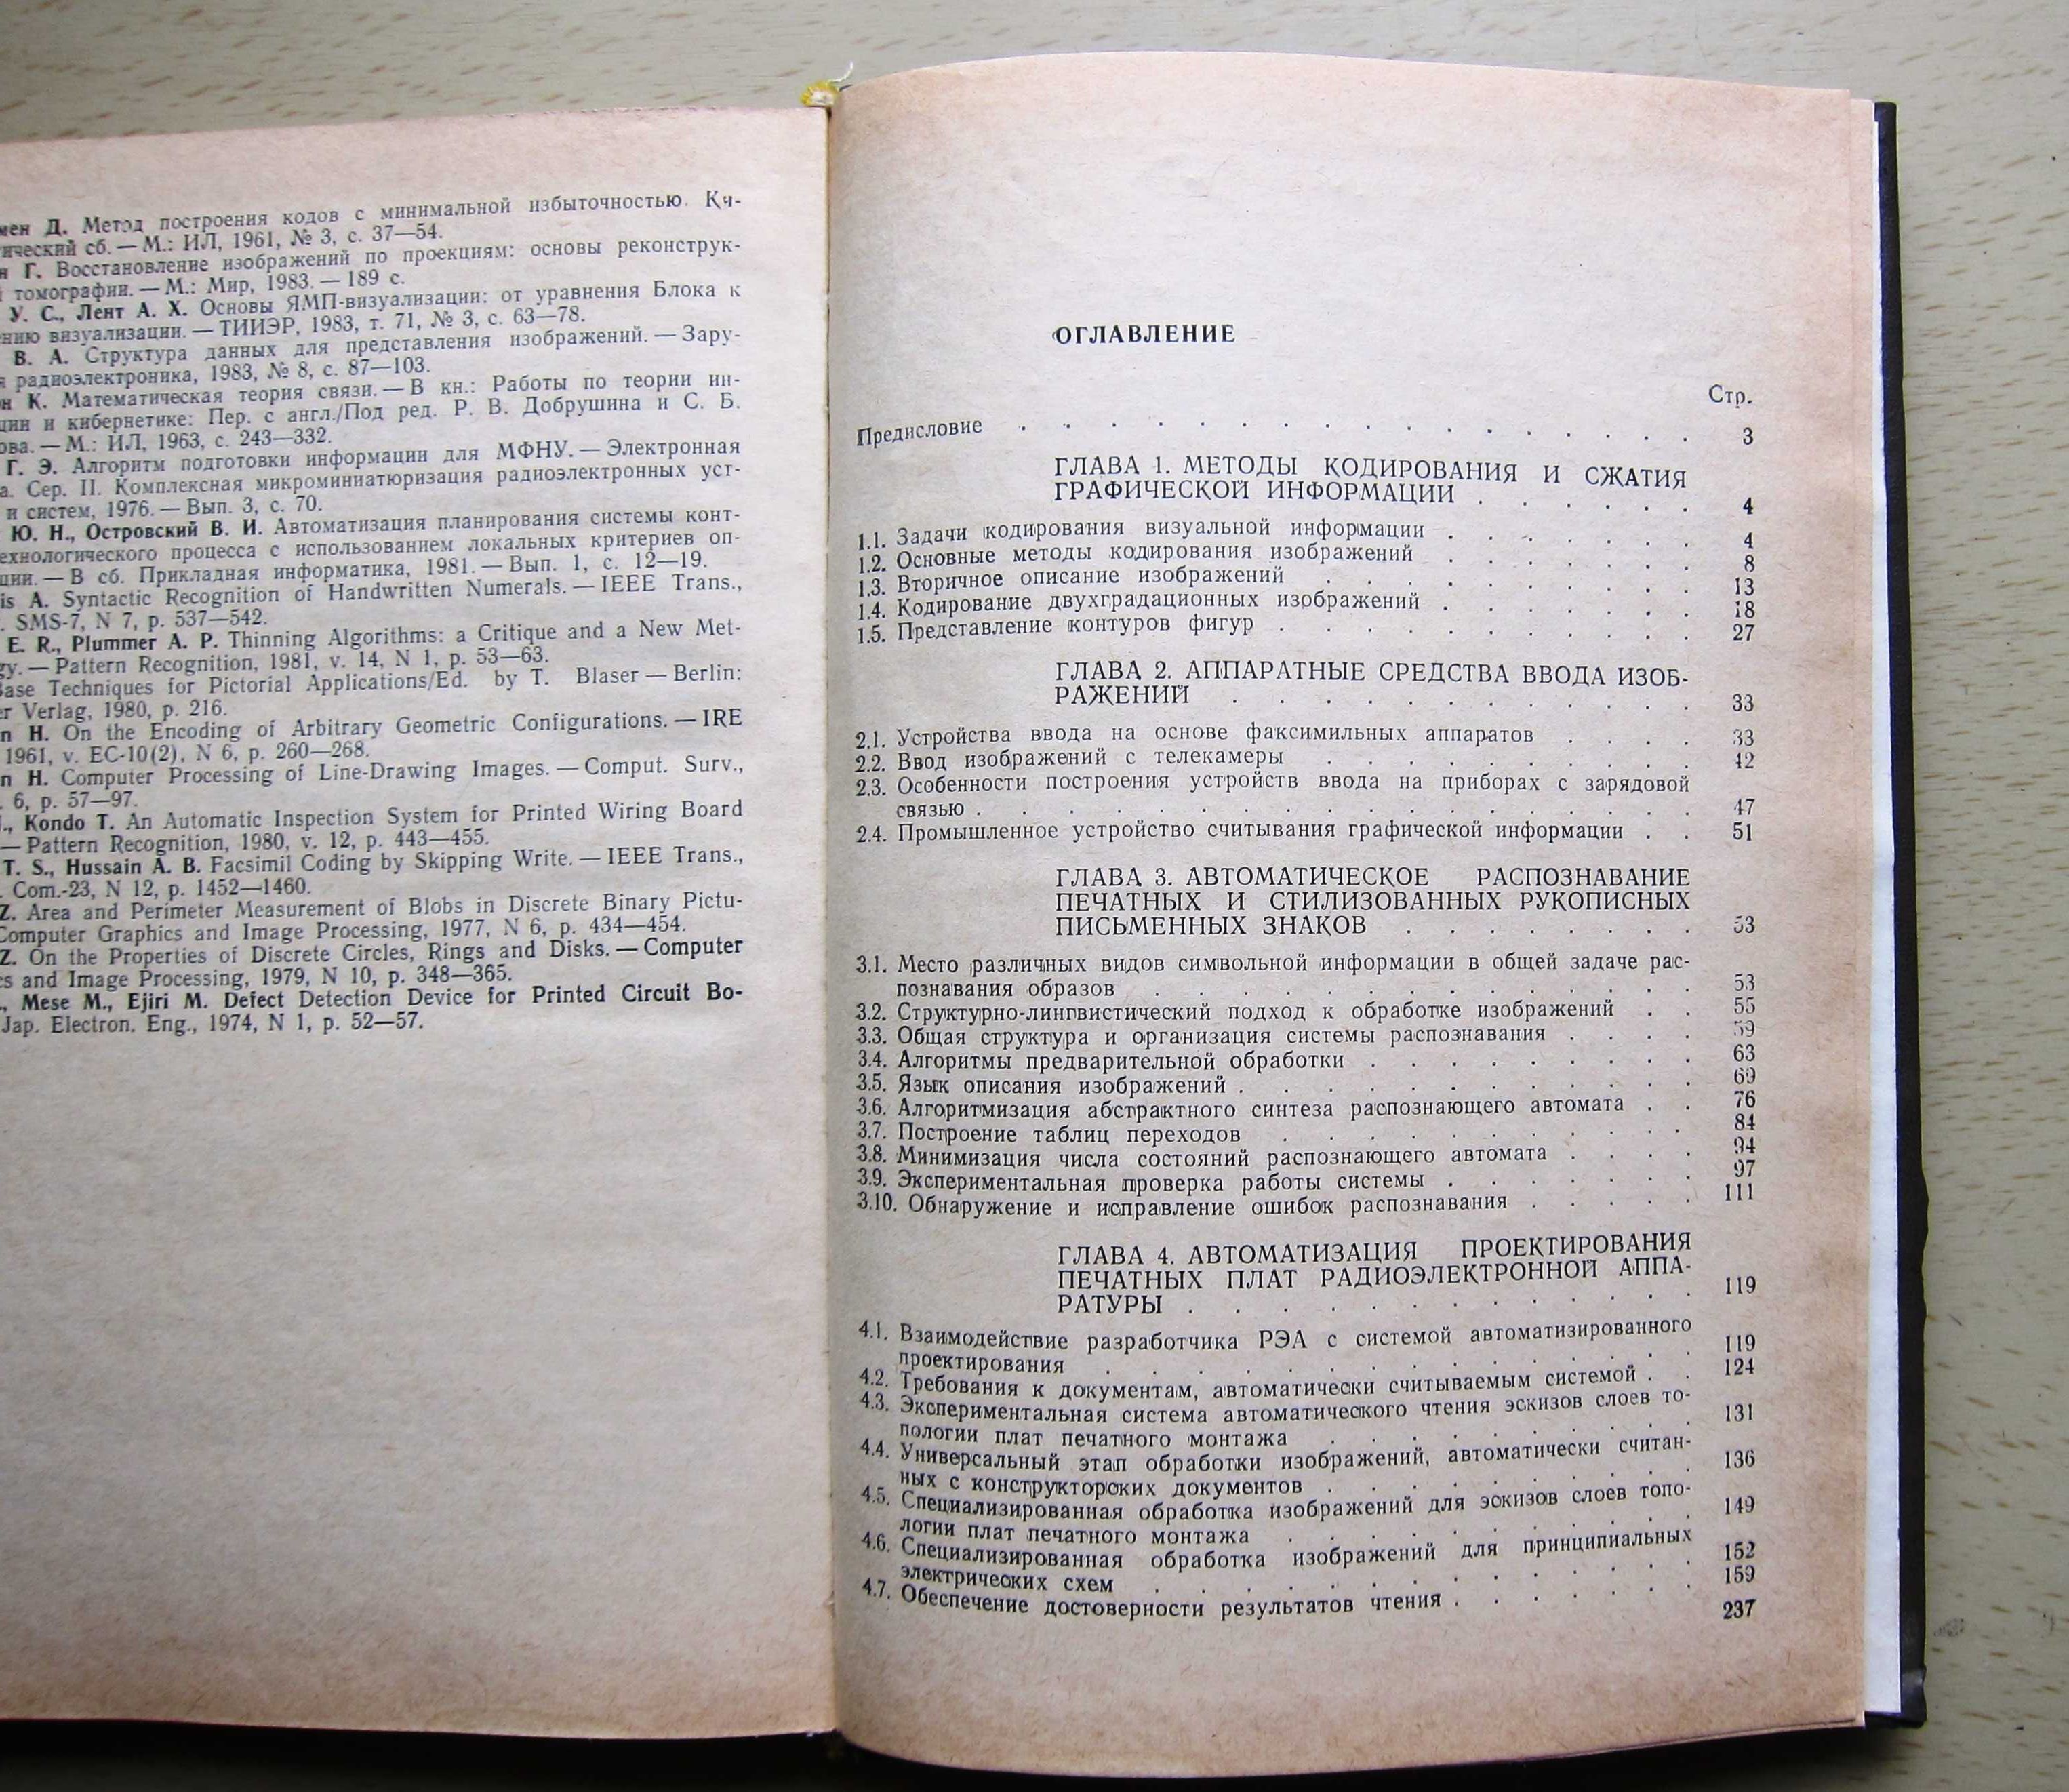 Д. Метод построения кодов с минимальной избыточностью. Ки-
сб. — М.: ИЛ, 1961, № 3, с. 37—54.
Г. Восстановление изображений по проекциям: основы реконструк-
томографии. — М.: Мир, 1983. — 189 с.
У. С., Лент А. Х. Основы ЯМП-визуализации: от уравнения Блока к
визуализации. — ТИИЭР, 1983, т. 71, № 3, с. 63—78.
В. А. Структура данных для представления изображений. — Зару-
радиоэлектроника, 1983, № 8, с. 87—103.
К. Математическая теория связи. — В кн.: Работы по теории ин-
и кибернетике: Пер. с англ./Под ред. Р. В. Добрушина и С. Б.
— М.: ИЛ, 1963, с. 243—332.
Г. Э. Алгоритм подготовки информации для МФНУ. — Электронная
Сер. II. Комплексная микроминиатюризация радиоэлектронных уст-
и систем, 1976. — Вып. 3, с. 70.
Ю. Н., Островский В. И. Автоматизация планирования системы конт-
процесса с использованием локальных критериев оп-
— В сб. Прикладная информатика, 1981. — Вып. 1, с. 12—19.
A. Syntactic Recognition of Handwritten Numerals. — IEEE Trans.,
SMS-7, N 7, p. 537—542.
E. R., Plummer A. P. Thinning Algorithms: a Critique and a New Met-
— Pattern Recognition, 1981, v. 14, N 1, p. 53—63.
Techniques for Pictorial Applications/Ed. by T. Blaser — Berlin:
Verlag, 1980, p. 216.
H. On the Encoding of Arbitrary Geometric Configurations. — IRE
1961, v. EC-10(2), N 6, p. 260—268.
H. Computer Processing of Line-Drawing Images. — Comput. Surv.,
6, p. 57—97.
Kondo T. An Automatic Inspection System for Printed Wiring Board
— Pattern Recognition, 1980, v. 12, p. 443—455.
T. S., Hussain A. B. Facsimil Coding by Skipping Write. — IEEE Trans.,
Com.-23, N 12, p. 1452—1460.
Z. Area and Perimeter Measurement of Blobs in Discrete Binary Pictu-
Computer Graphics and Image Processing, 1977, N 6, p. 434—454.
Z. On the Properties of Discrete Circles, Rings and Disks. — Computer
and Image Processing, 1979, N 10, p. 348—365.
Mese M., Ejiri M. Defect Detection Device for Printed Circuit Bo-
Jap. Electron. Eng., 1974, N 1, p. 52—57.
ОГЛАВЛЕНИЕ
Стр.
Предисловие . . . . . . . . . . . . . . . 3
ГЛАВА 1. МЕТОДЫ КОДИРОВАНИЯ И СЖАТИЯ
ГРАФИЧЕСКОЙ ИНФОРМАЦИИ . . . . . . 4
1.1. Задачи кодирования визуальной информации . . . . . . 4
1.2. Основные методы кодирования изображений . . . . . . 8
1.3. Вторичное описание изображений . . . . . . . . 13
1.4. Кодирование двухградационных изображений . . . . . . 18
1.5. Представление контуров фигур . . . . . . . . . 27
ГЛАВА 2. АППАРАТНЫЕ СРЕДСТВА ВВОДА ИЗОБ-
РАЖЕНИЙ . . . . . . . . . . . 33
2.1. Устройства ввода на основе факсимильных аппаратов . . . . 33
2.2. Ввод изображений с телекамеры . . . . . . . . . 42
2.3. Особенности построения устройств ввода на приборах с зарядовой
связью . . . . . . . . . . . . . . . . 47
2.4. Промышленное устройство считывания графической информации . . 51
ГЛАВА 3. АВТОМАТИЧЕСКОЕ РАСПОЗНАВАНИЕ
ПЕЧАТНЫХ И СТИЛИЗОВАННЫХ РУКОПИСНЫХ
ПИСЬМЕННЫХ ЗНАКОВ . . . . . . . . 53
3.1. Место различных видов символьной информации в общей задаче рас-
познавания образов . . . . . . . . . . . . 53
3.2. Структурно-лингвистический подход к обработке изображений . . 55
3.3. Общая структура и организация системы распознавания . . . . 59
3.4. Алгоритмы предварительной обработки . . . . . . . . 63
3.5. Язык описания изображений . . . . . . . . . . . 69
3.6. Алгоритмизация абстрактного синтеза распознающего автомата . . 76
3.7. Построение таблиц переходов . . . . . . . . . 84
3.8. Минимизация числа состояний распознающего автомата . . . . 94
3.9. Экспериментальная проверка работы системы . . . . . . 97
3.10. Обнаружение и исправление ошибок распознавания . . . . . 111
ГЛАВА 4. АВТОМАТИЗАЦИЯ ПРОЕКТИРОВАНИЯ
ПЕЧАТНЫХ ПЛАТ РАДИОЭЛЕКТРОННОЙ АППА-
РАТУРЫ . . . . . . . . . . . . 119
4.1. Взаимодействие разработчика РЭА с системой автоматизированного
проектирования . . . . . . . . . . . . . 119
4.2. Требования к документам, автоматически считываемым системой . . 124
4.3. Экспериментальная система автоматического чтения эскизов слоев то-
пологии плат печатного монтажа . . . . . . . . . 131
4.4. Универсальный этап обработки изображений, автоматически считан-
ных с конструкторских документов . . . . . . . . 136
4.5. Специализированная обработка изображений для эскизов слоев топо-
логии плат печатного монтажа . . . . . . . . . 149
4.6. Специализированная обработка изображений для принципиальных
электрических схем . . . . . . . . . . . . 152
4.7. Обеспечение достоверности результатов чтения . . . . . . 159
237